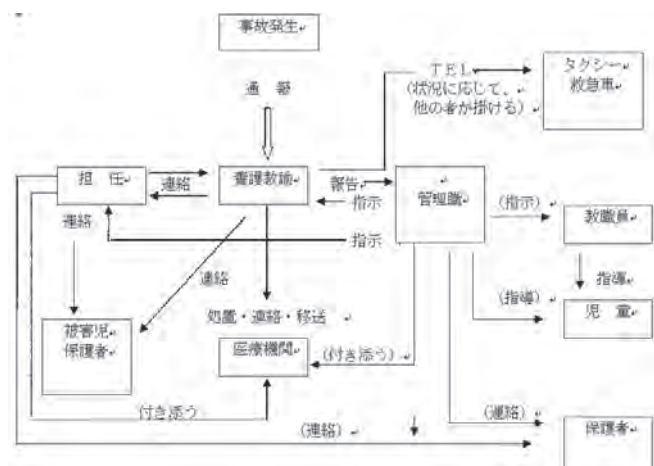 事故発生
通 報
TEL
(状況に応じて、
他の者が掛ける)
タクシー
救急車
担 任
連絡
養護教諭
報告
指示
管理職
(指示)
教職員
連絡
指示
指導
連絡
(指導)
児 童
被害児
保護者
処置・連絡・移送
医療機関
(付き添う)
付き添う
(連絡)
(連絡)
保護者